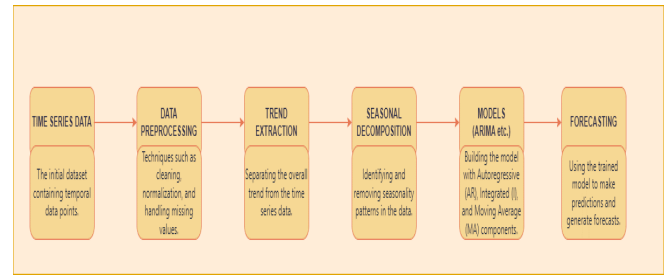 TIME SERIES DATA
The initial dataset
containing temporal
data points.
DATA
PREPROCESSING
Techniques such as
cleaning,
normalization, and
handling missing
values.
TREND
EXTRACTION
Separating the overall
trend from the time
series data.
SEASONAL
DECOMPOSITION
Identifying and
removing seasonality
patterns in the data.
MODELS
(ARIMA etc.)
Building the model
with Autoregressive
(AR), Integrated (I),
and Moving Average
(MA) components.
FORECASTING
Using the trained
model to make
predictions and
generate forecasts.